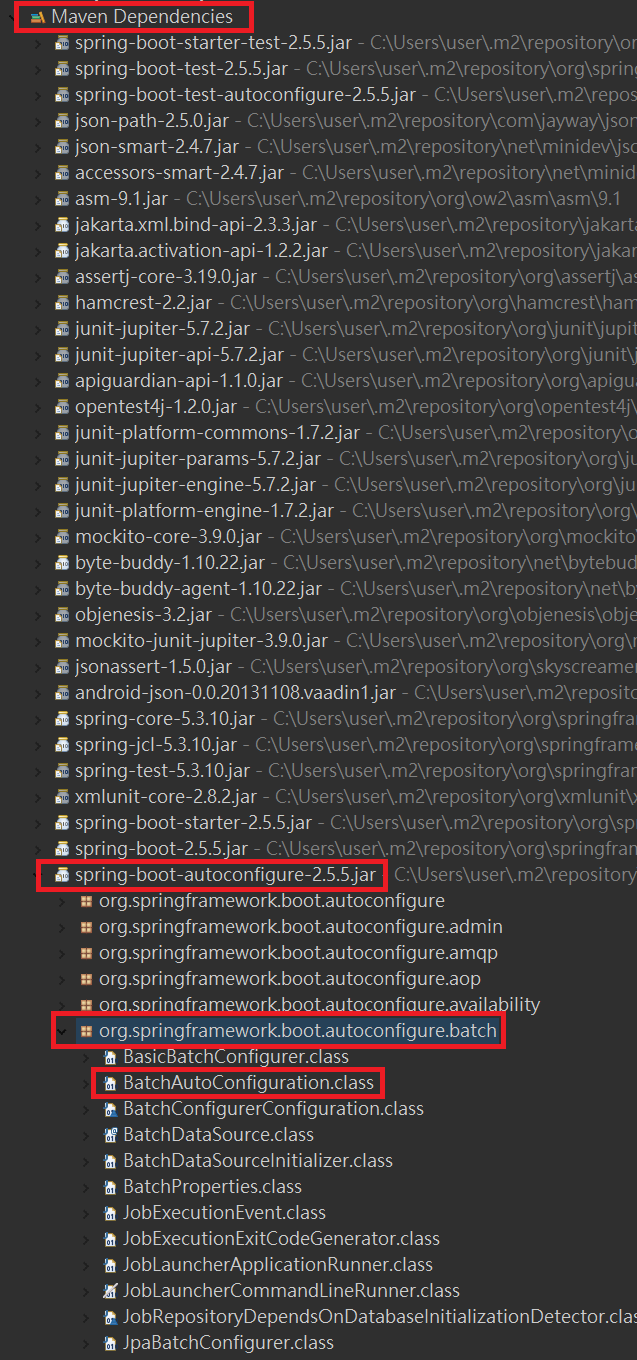 Maven Dependencies
spring-boot-starter-test-2.5.5.jar - C:\Users\user\.m2\repository\or
spring-boot-test-2.5.5.jar - C:\Users\user\.m2\repository\org\spring
spring-boot-test-autoconfigure-2.5.5.jar - C:\Users\user\.m2\repos
json-path-2.5.0.jar - C:\Users\user\.m2\repository\com\jayway\json
json-smart-2.4.7.jar - C:\Users\user\.m2\repository\net\minidev\jsc
accessors-smart-2.4.7.jar - C:\Users\user\.m2\repository\net\minid
asm-9.1.jar - C:\Users\user\.m2\repository\org\ow2\asm\asm\9.1
jakarta.xml.bind-api-2.3.3.jar - C:\Users\user\.m2\repository\jakarta
jakarta.activation-api-1.2.2.jar - C:\Users\user\.m2\repository\jakar
assertj-core-3.19.0.jar - C:\Users\user\.m2\repository\org\assertj\as
hamcrest-2.2.jar - C:\Users\user\.m2\repository\org\hamcrest\ham
junit-jupiter-5.7.2.jar - C:\Users\user\.m2\repository\org\junit\jupit
junit-jupiter-api-5.7.2.jar - C:\Users\user\.m2\repository\org\junit\j
apiguardian-api-1.1.0.jar - C:\Users\user\.m2\repository\org\apigua
opentest4j-1.2.0.jar - C:\Users\user\.m2\repository\org\opentest4j\
junit-platform-commons-1.7.2.jar - C:\Users\user\.m2\repository\o
junit-jupiter-params-5.7.2.jar - C:\Users\user\.m2\repository\org\ju
junit-jupiter-engine-5.7.2.jar - C:\Users\user\.m2\repository\org\jun
junit-platform-engine-1.7.2.jar - C:\Users\user\.m2\repository\org\
mockito-core-3.9.0.jar - C:\Users\user\.m2\repository\org\mockito\
byte-buddy-1.10.22.jar - C:\Users\user\.m2\repository\net\bytebud
byte-buddy-agent-1.10.22.jar - C:\Users\user\.m2\repository\net\by
objenesis-3.2.jar - C:\Users\user\.m2\repository\org\objenesis\obje
mockito-junit-jupiter-3.9.0.jar - C:\Users\user\.m2\repository\org\m
jsonassert-1.5.0.jar - C:\Users\user\.m2\repository\org\skyscreamer
android-json-0.0.20131108.vaadin1.jar - C:\Users\user\.m2\reposito
spring-core-5.3.10.jar - C:\Users\user\.m2\repository\org\springfra
spring-jcl-5.3.10.jar - C:\Users\user\.m2\repository\org\springframe
spring-test-5.3.10.jar - C:\Users\user\.m2\repository\org\springfran
xmlunit-core-2.8.2.jar - C:\Users\user\.m2\repository\org\xmlunit\x
spring-boot-starter-2.5.5.jar - C:\Users\user\.m2\repository\org\spr
spring-boot-2.5.5.jar - C:\Users\user\.m2\repository\org\springfram
spring-boot-autoconfigure-2.5.5.jar - C:\Users\user\.m2\repository
org.springframework.boot.autoconfigure
org.springframework.boot.autoconfigure.admin
org.springframework.boot.autoconfigure.amqp
org.springframework.boot.autoconfigure.aop
org.springframework.boot.autoconfigure.availability
org.springframework.boot.autoconfigure.batch
BasicBatchConfigurer.class
BatchAutoConfiguration.class
BatchConfigurerConfiguration.class
BatchDataSource.class
BatchDataSourceInitializer.class
BatchProperties.class
JobExecutionEvent.class
JobExecutionExitCodeGenerator.class
JobLauncherApplicationRunner.class
JobLauncherCommandLineRunner.class
JobRepositoryDependsOnDatabaseInitializationDetector.clas
JpaBatchConfigurer.class